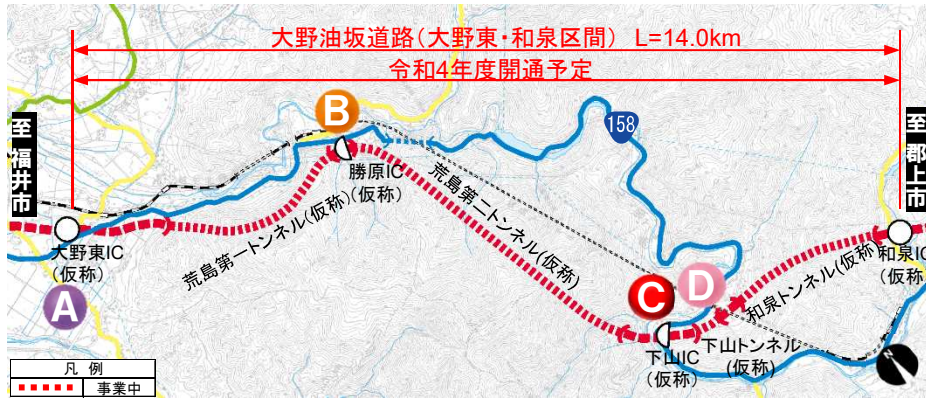 大野油坂道路(大野東・和泉区間) L=14.0km
令和4年度開通予定
至 福井市
至 郡上市
B
158
勝原IC
(仮称)
荒島第一トンネル(仮称)
荒島第二トンネル(仮称)
大野東IC
(仮称)
和泉IC
(仮称)
和泉トンネル(仮称)
A
C
D
下山IC
(仮称)
下山トンネル
(仮称)
凡 例
事業中